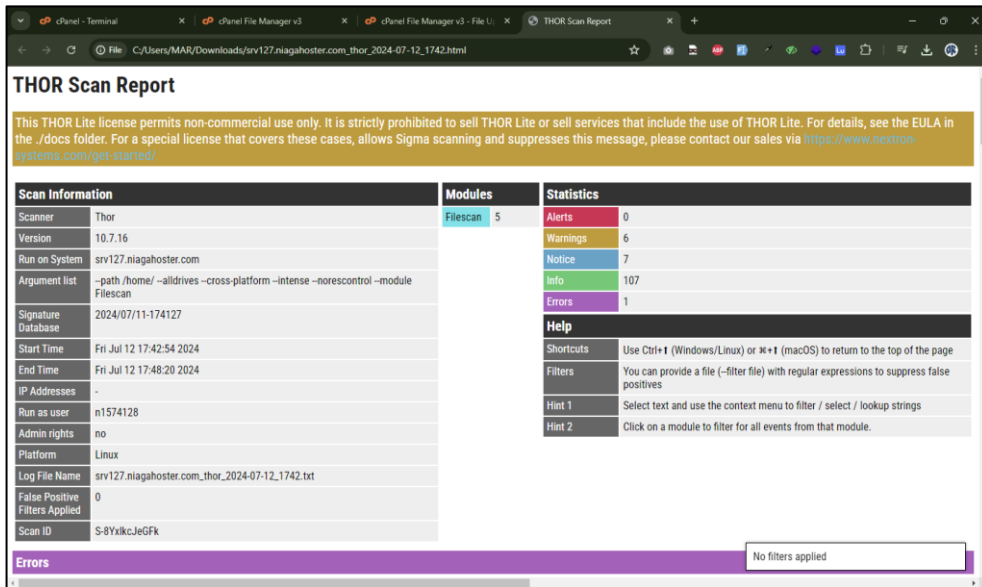 cPanel - Terminal
cPanel File Manager v3
cPanel File Manager v3 - File U
THOR Scan Report
File C:/Users/MAR/Downloads/srv127.niagahoster.com_thor_2024-07-12_1742.html
THOR Scan Report
This THOR Lite license permits non-commercial use only. It is strictly prohibited to sell THOR Lite or sell services that include the use of THOR Lite. For details, see the EULA in
the ./docs folder. For a special license that covers these cases, allows Sigma scanning and suppresses this message, please contact our sales via https://www.nextron-
systems.com/get-started/
Scan Information
Scanner Thor
Version 10.7.16
Run on System srv127.niagahoster.com
Argument list --path /home/ --alldrives --cross-platform --intense --norescontrol --module
Filescan
Signature
Database 2024/07/11-174127
Start Time Fri Jul 12 17:42:54 2024
End Time Fri Jul 12 17:48:20 2024
IP Addresses -
Run as user n1574128
Admin rights no
Platform Linux
Log File Name srv127.niagahoster.com_thor_2024-07-12_1742.txt
False Positive
Filters Applied 0
Scan ID S-8YxlkcJeGFk
Modules
Filescan 5
Statistics
Alerts 0
Warnings 6
Notice 7
Info 107
Errors 1
Help
Shortcuts Use Ctrl+⬆ (Windows/Linux) or ⌘+⬆ (macOS) to return to the top of the page
Filters You can provide a file (--filter file) with regular expressions to suppress false
positives
Hint 1 Select text and use the context menu to filter / select / lookup strings
Hint 2 Click on a module to filter for all events from that module.
Errors
No filters applied